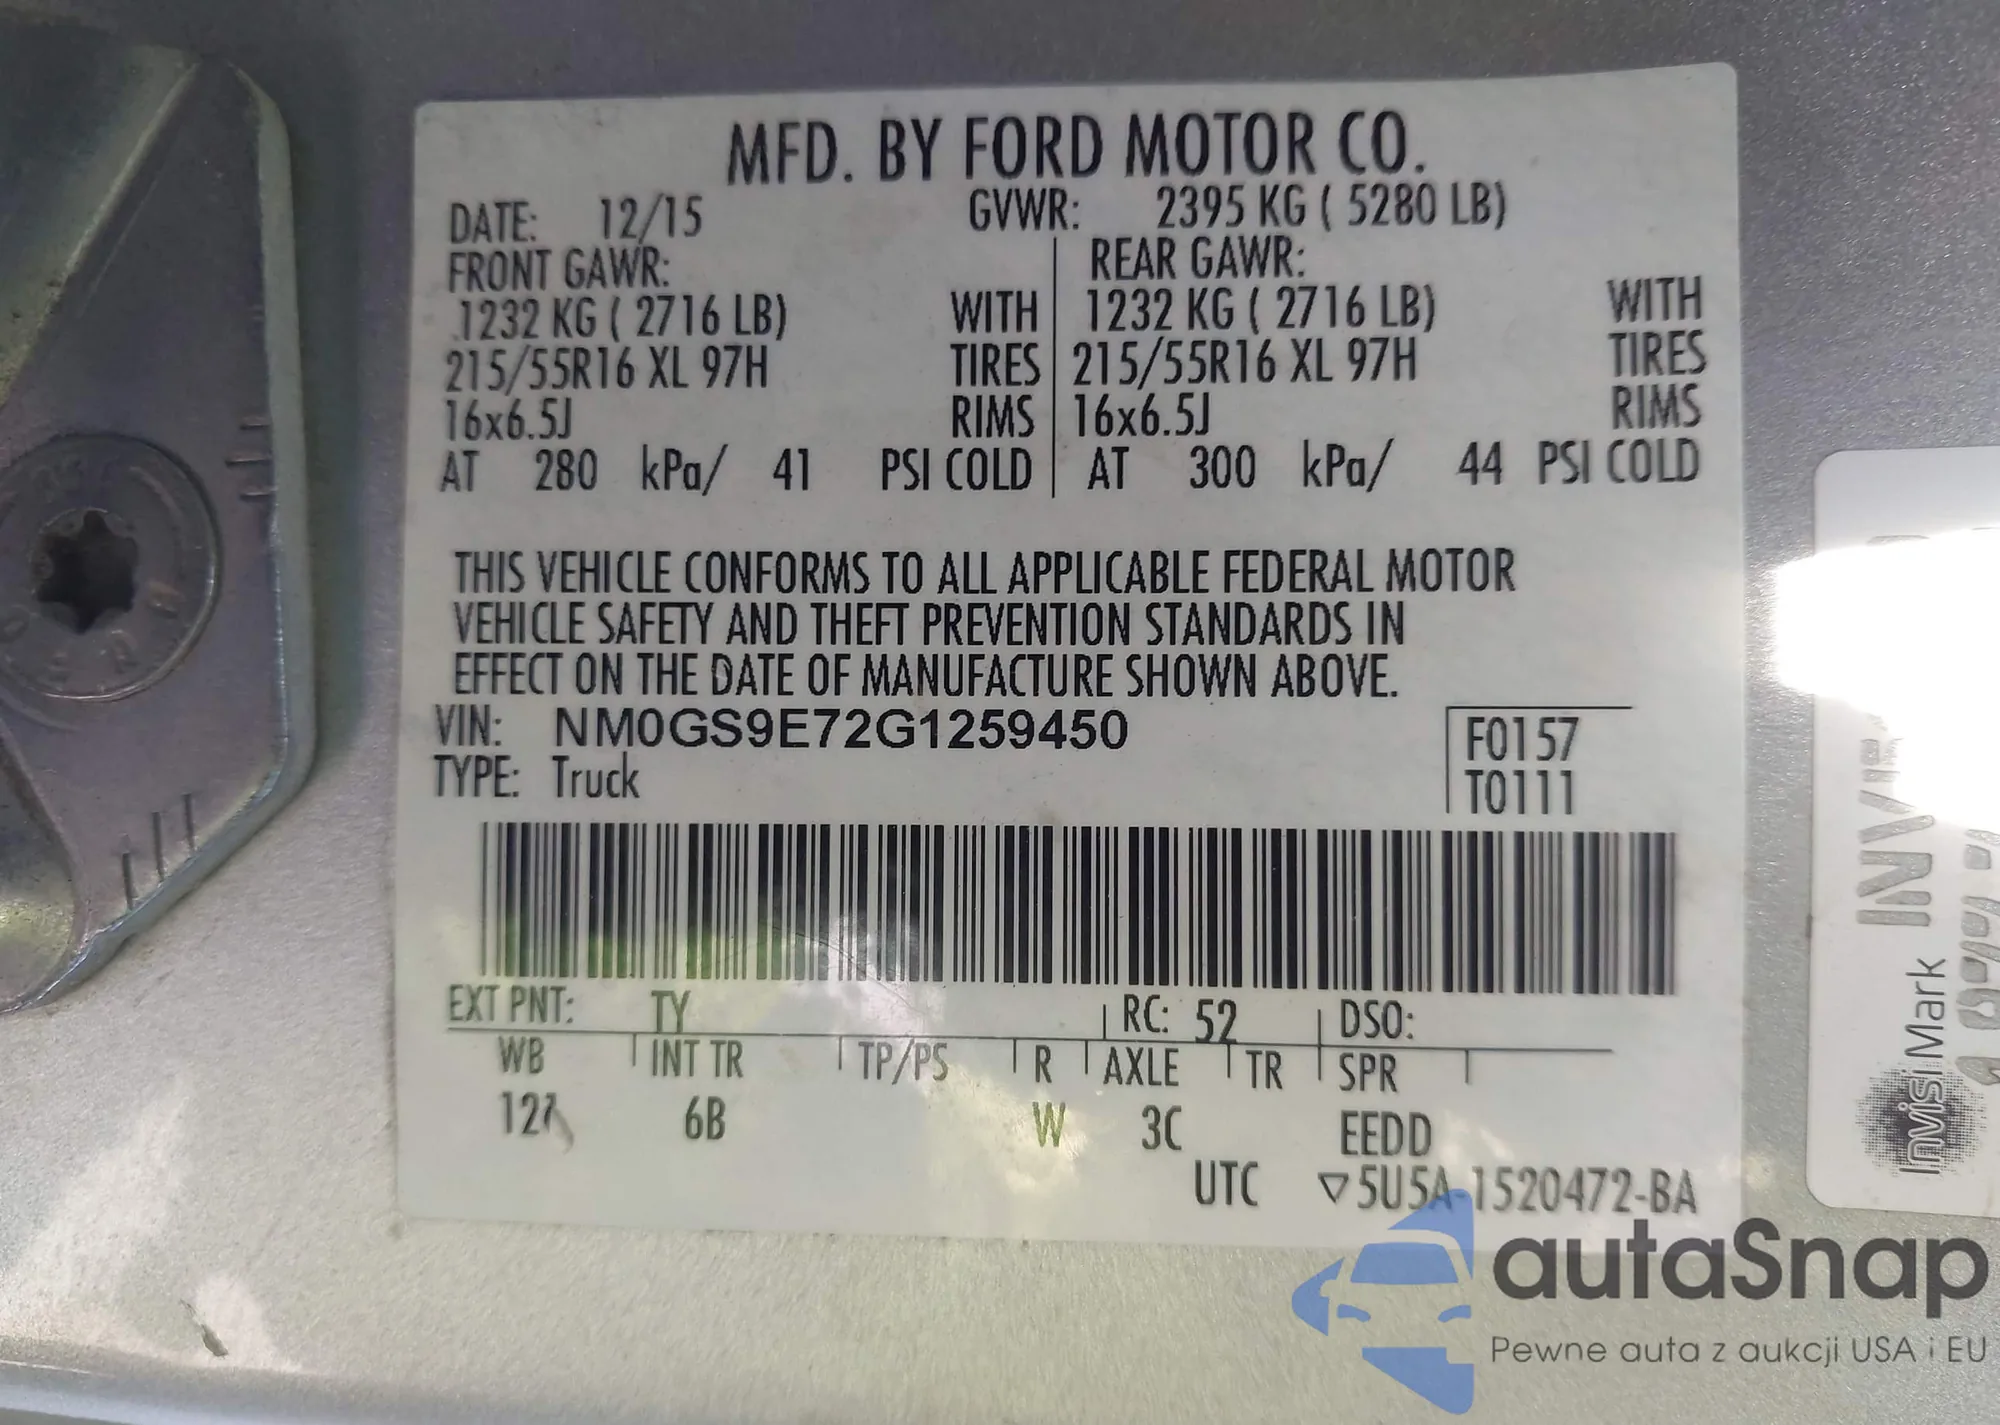 MFD. BY FORD MOTOR CO.
DATE: 12/15 GVWR: 2395 KG ( 5280 LB)
FRONT GAWR: REAR GAWR:
1232 KG ( 2716 LB) WITH 1232 KG ( 2716 LB) WITH
215/55R16 XL 97H TIRES 215/55R16 XL 97H TIRES
16x6.5J RIMS 16x6.5J RIMS
AT 280 kPa/ 41 PSI COLD AT 300 kPa/ 44 PSI COLD
THIS VEHICLE CONFORMS TO ALL APPLICABLE FEDERAL MOTOR
VEHICLE SAFETY AND THEFT PREVENTION STANDARDS IN
EFFECT ON THE DATE OF MANUFACTURE SHOWN ABOVE.
VIN: NM0GS9E72G1259450 F0157
TYPE: Truck T0111
EXT PNT: TY RC: 52 DSO:
WB INT TR TP/PS R AXLE TR SPR
6B W 3C EEDD
UTC ▽5U5A-1520472-BA
InvisiMark
autaSnap
Pewne auta z aukcji USA i EU